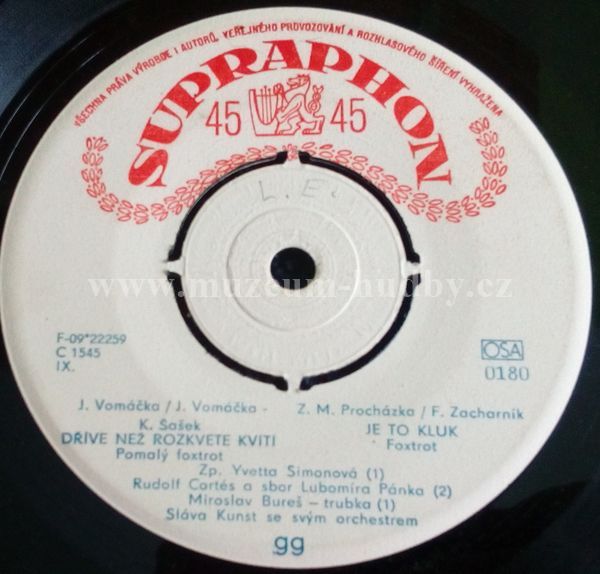 VŠECHNA PRÁVA VÝROBCE I AUTORŮ, VEŘEJNÉHO PROVOZOVÁNÍ A ROZHLASOVÉHO ŠÍŘENÍ VYHRAŽENA
SUPRAPHON
45 45
L.E.
www.muzeum-hudby.cz
F-09*22259
C 1545
IX.
OSA
0180
J. Vomáčka / J. Vomáčka -
K. Sašek
DŘÍVE NEŽ ROZKVETE KVÍTÍ
Pomalý foxtrot
Z. M. Procházka / F. Zacharník
JE TO KLUK
Foxtrot
Zp. Yvetta Simonová (1)
Rudolf Cortés a sbor Lubomíra Pánka (2)
Miroslav Bureš – trubka (1)
Sláva Kunst se svým orchestrem
gg